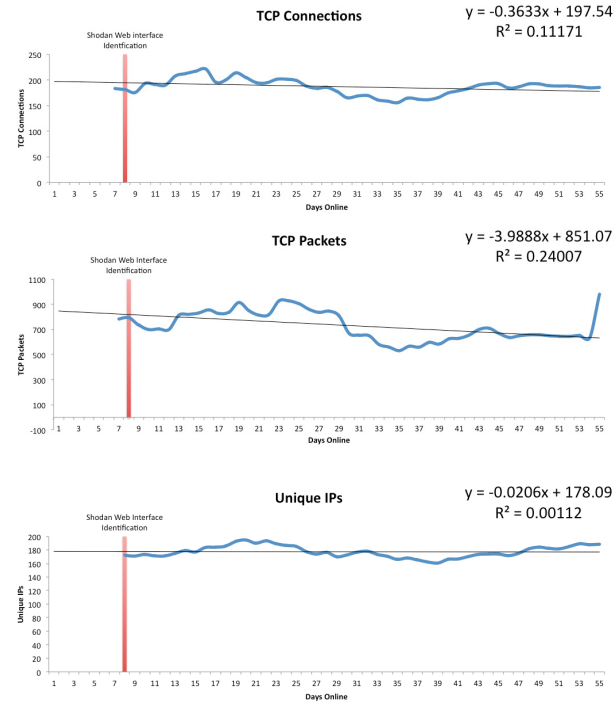 TCP Connections
y = -0.3633x + 197.54
R² = 0.11171
Shodan Web interface
Identfication
TCP Connections
250
200
150
100
50
0
1 3 5 7 9 11 13 15 17 19 21 23 25 27 29 31 33 35 37 39 41 43 45 47 49 51 53 55
Days Online
TCP Packets
y = -3.9888x + 851.07
R² = 0.24007
Shodan Web Interface
Identification
TCP Packets
1100
900
700
500
300
100
-100
1 3 5 7 9 11 13 15 17 19 21 23 25 27 29 31 33 35 37 39 41 43 45 47 49 51 53 55
Days Online
Unique IPs
y = -0.0206x + 178.09
R² = 0.00112
Shodan Web Interface
Identification
Unique IPs
200
180
160
140
120
100
80
60
40
20
0
1 3 5 7 9 11 13 15 17 19 21 23 25 27 29 31 33 35 37 39 41 43 45 47 49 51 53 55
Days Online